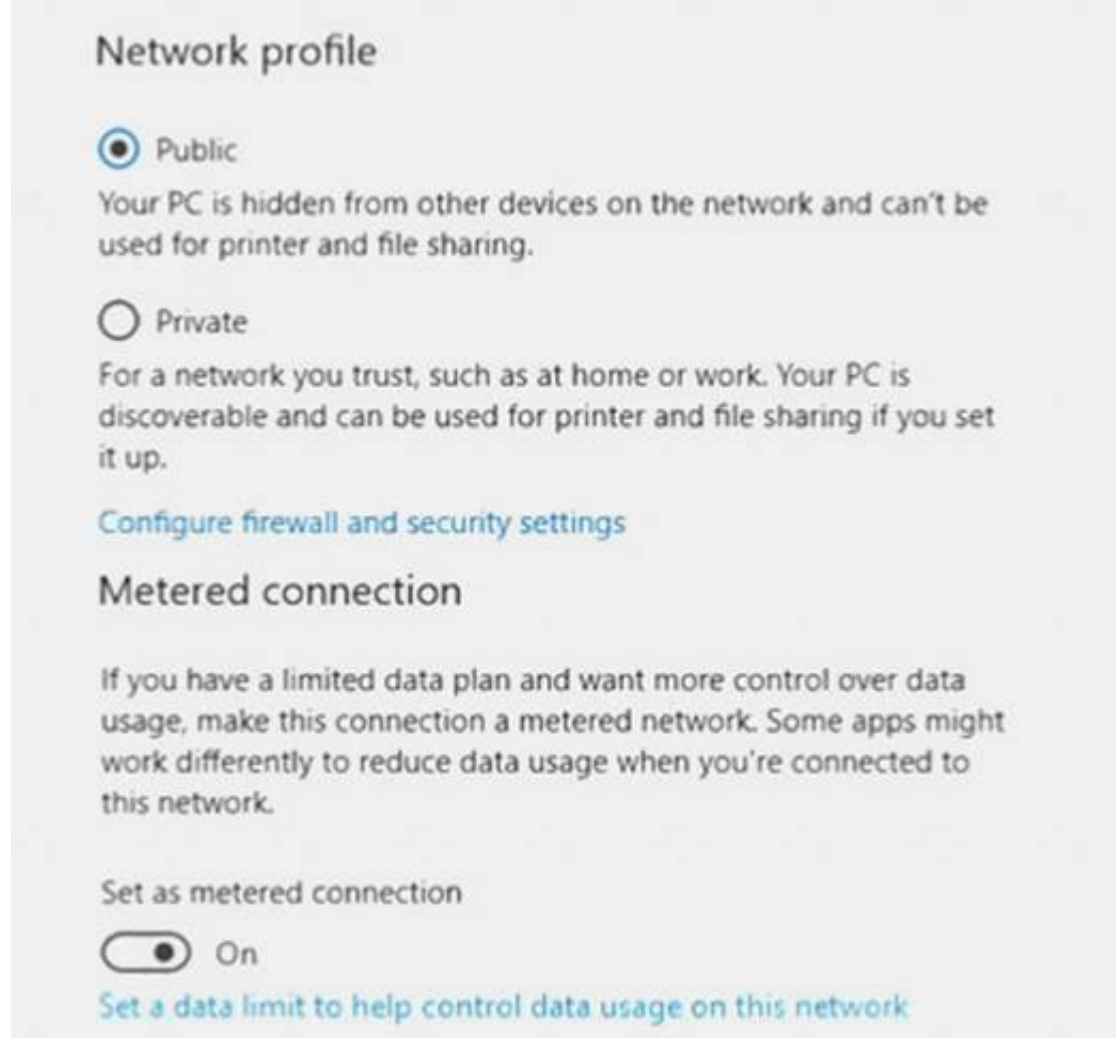 Network profile
Public
Your PC is hidden from other devices on the network and can't be
used for printer and file sharing.
Private
For a network you trust, such as at home or work. Your PC is
discoverable and can be used for printer and file sharing if you set
it up.
Configure firewall and security settings
Metered connection
If you have a limited data plan and want more control over data
usage, make this connection a metered network. Some apps might
work differently to reduce data usage when you're connected to
this network.
Set as metered connection
On
Set a data limit to help control data usage on this network